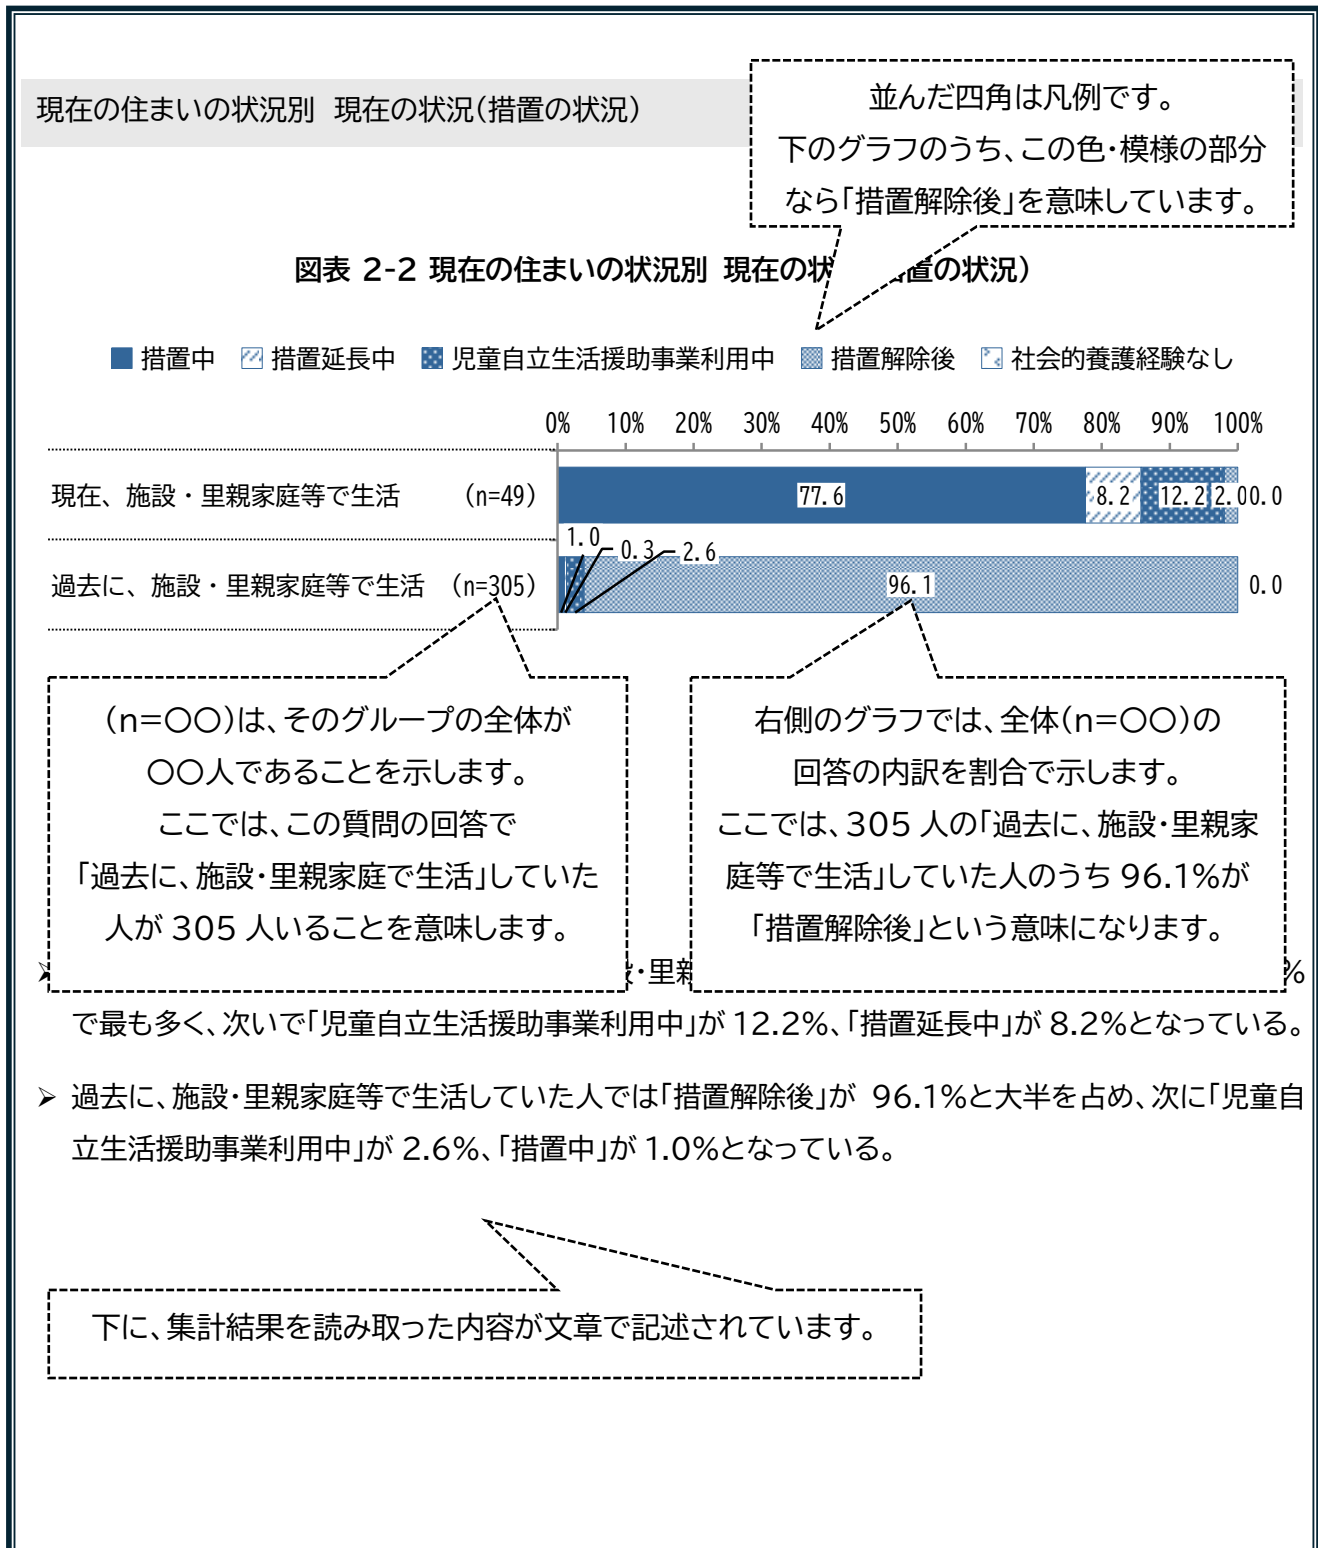 現在の住まいの状況別 現在の状況(措置の状況)
並んだ四角は凡例です。
下のグラフのうち、この色・模様の部分
なら「措置解除後」を意味しています。
図表 2-2 現在の住まいの状況別 現在の状 置の状況)
措置中 措置延長中 児童自立生活援助事業利用中 措置解除後 社会的養護経験なし
0% 10% 20% 30% 40% 50% 60% 70% 80% 90% 100%
現在、施設・里親家庭等で生活 (n=49) 77.6 8.2 12.2 2.0 0.0
1.0 0.3 2.6
過去に、施設・里親家庭等で生活 (n=305) 96.1 0.0
(n=〇〇)は、そのグループの全体が
〇〇人であることを示します。
ここでは、この質問の回答で
「過去に、施設・里親家庭で生活」していた
人が 305 人いることを意味します。
右側のグラフでは、全体(n=〇〇)の
回答の内訳を割合で示します。
ここでは、305 人の「過去に、施設・里親家
庭等で生活」していた人のうち 96.1%が
「措置解除後」という意味になります。
➢ ・里 %
で最も多く、次いで「児童自立生活援助事業利用中」が 12.2%、「措置延長中」が 8.2%となっている。
➢ 過去に、施設・里親家庭等で生活していた人では「措置解除後」が 96.1%と大半を占め、次に「児童自
立生活援助事業利用中」が 2.6%、「措置中」が 1.0%となっている。
下に、集計結果を読み取った内容が文章で記述されています。